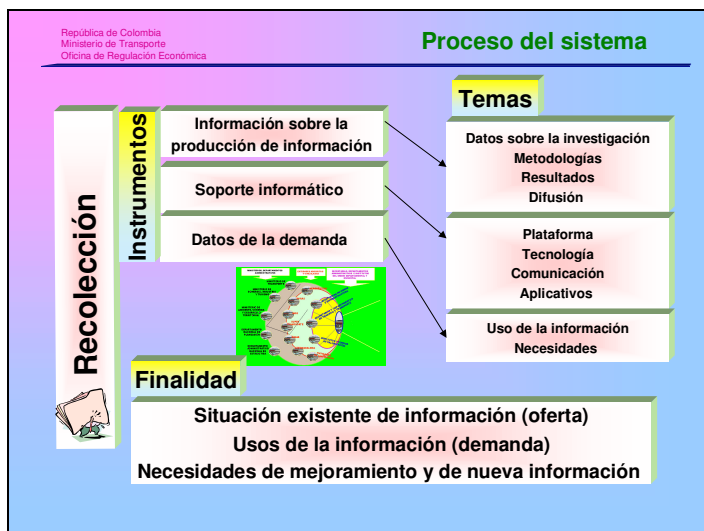 República de Colombia
Ministerio de Transporte
Oficina de Regulación Económica
Proceso del sistema
Recolección
Instrumentos
Información sobre la
producción de información
Soporte informático
Datos de la demanda
Temas
Datos sobre la investigación
Metodologías
Resultados
Difusión
Plataforma
Tecnología
Comunicación
Aplicativos
Uso de la información
Necesidades
Finalidad
Situación existente de información (oferta)
Usos de la información (demanda)
Necesidades de mejoramiento y de nueva información